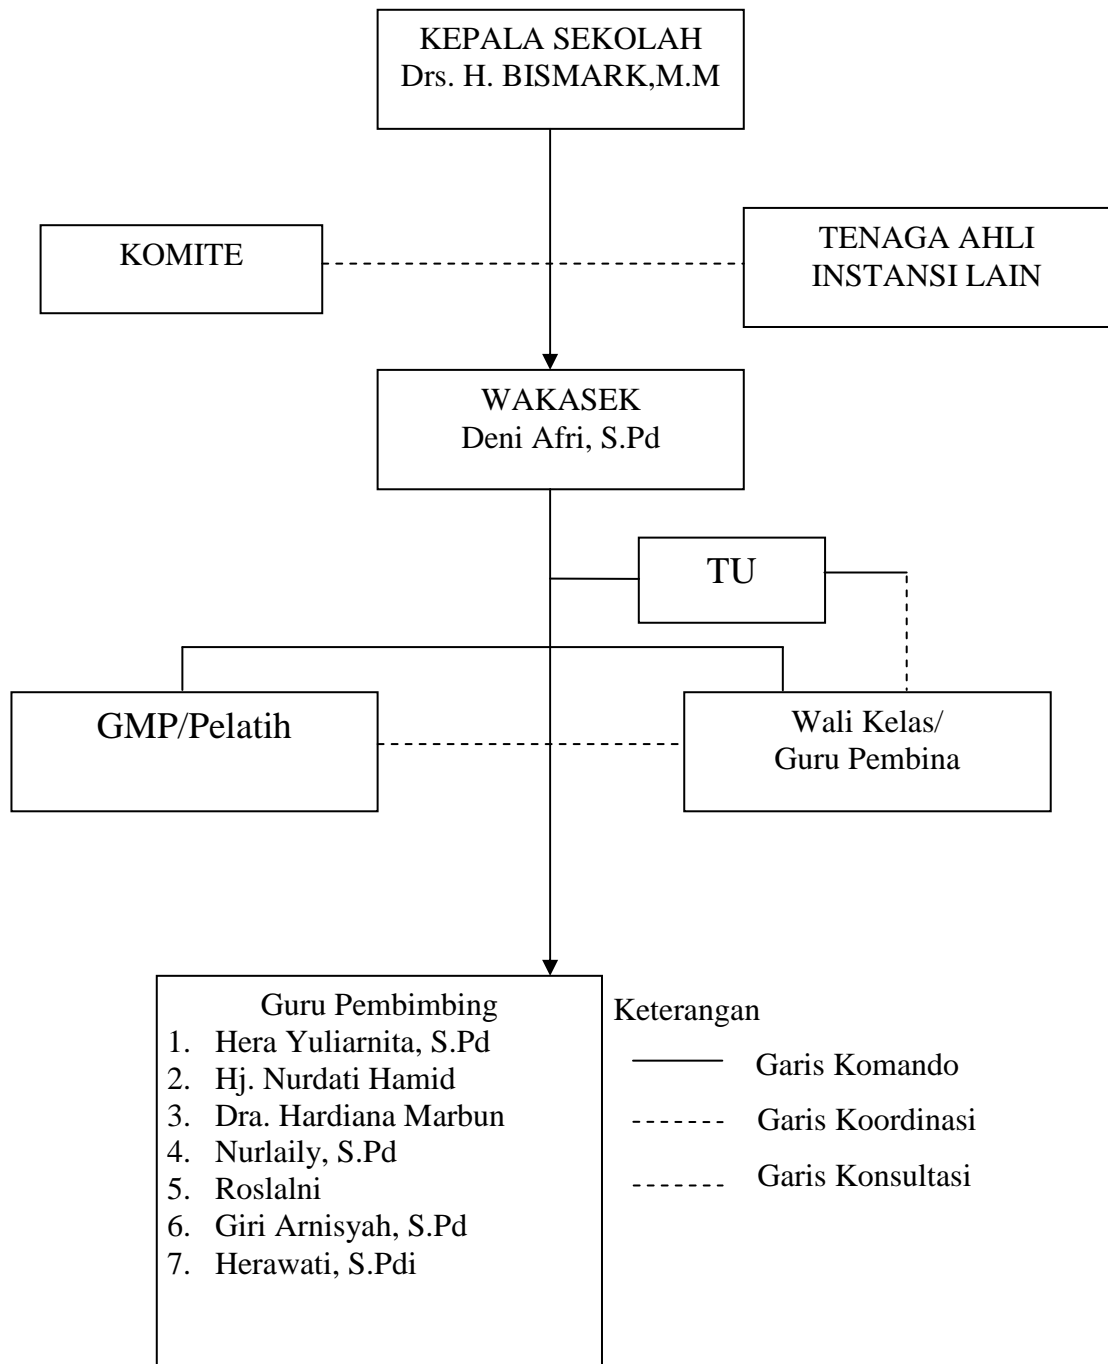 KEPALA SEKOLAH
Drs. H. BISMARK,M.M
KOMITE
TENAGA AHLI
INSTANSI LAIN
WAKASEK
Deni Afri, S.Pd
TU
GMP/Pelatih
Wali Kelas/
Guru Pembina
Guru Pembimbing
1. Hera Yuliarnita, S.Pd
2. Hj. Nurdati Hamid
3. Dra. Hardiana Marbun
4. Nurlaily, S.Pd
5. Roslalni
6. Giri Arnisyah, S.Pd
7. Herawati, S.Pdi
Keterangan
Garis Komando
Garis Koordinasi
Garis Konsultasi